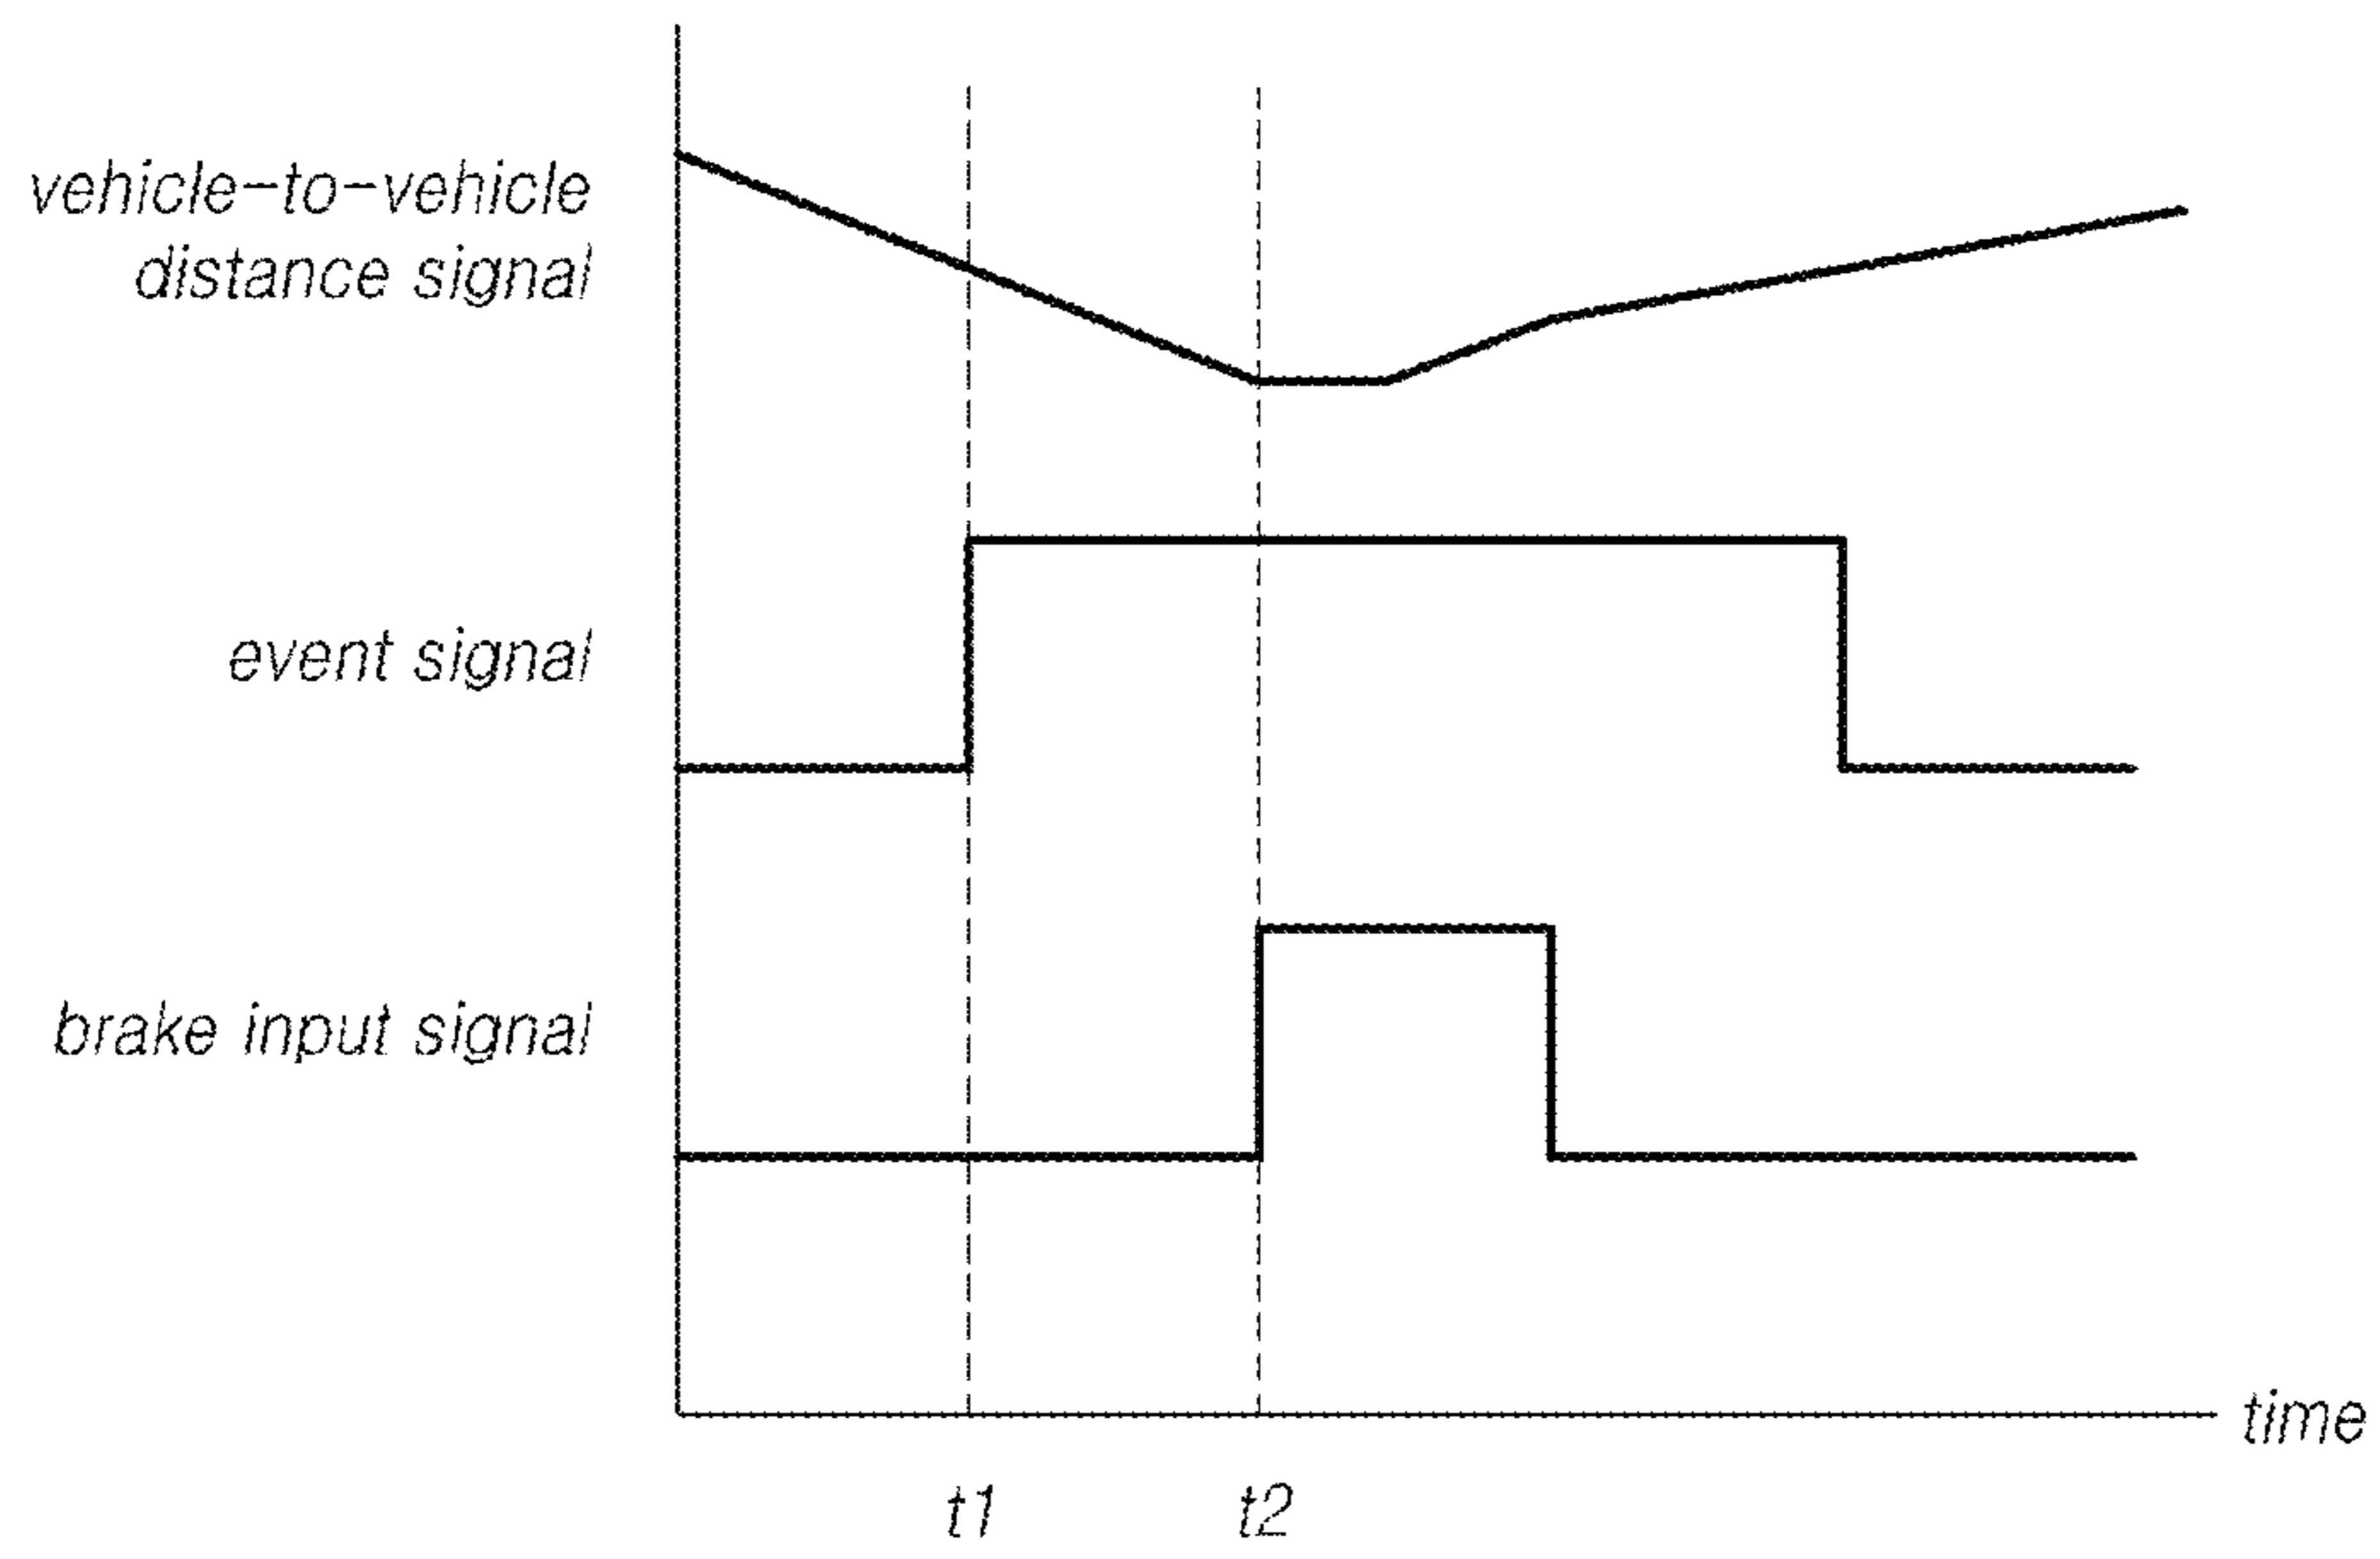 vehicle-to-vehicle
distance signal
event signal
brake input signal
time
t1
t2